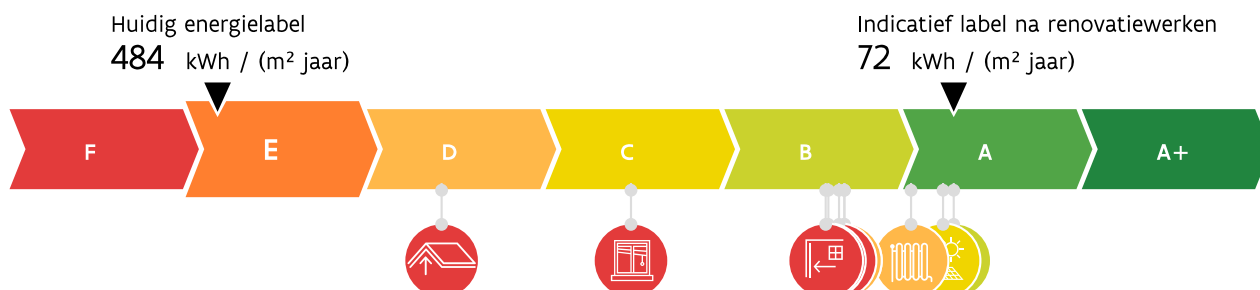 Huidig energielabel
484 kWh / (m² jaar)
Indicatief label na renovatiewerken
72 kWh / (m² jaar)
F E D C B A A+